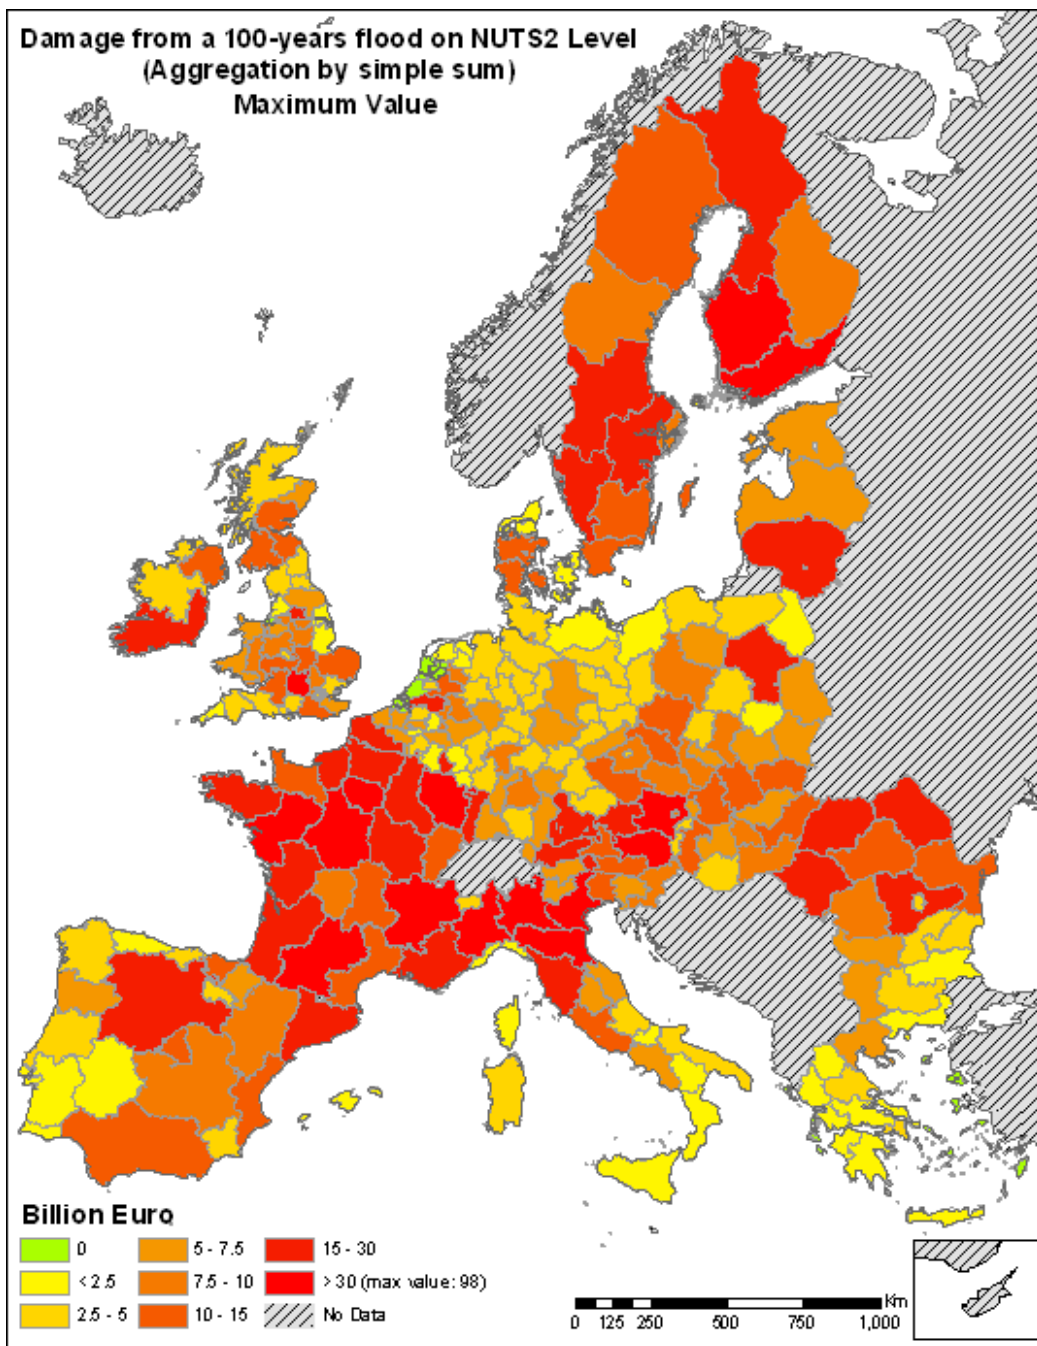 Damage from a 100-years flood on NUTS2 Level
(Aggregation by simple sum)
Maximum Value
Billion Euro
0
< 2.5
2.5 - 5
5 - 7.5
7.5 - 10
10 - 15
15 - 30
> 30 (max value: 98)
No Data
Km
0 125 250 500 750 1,000